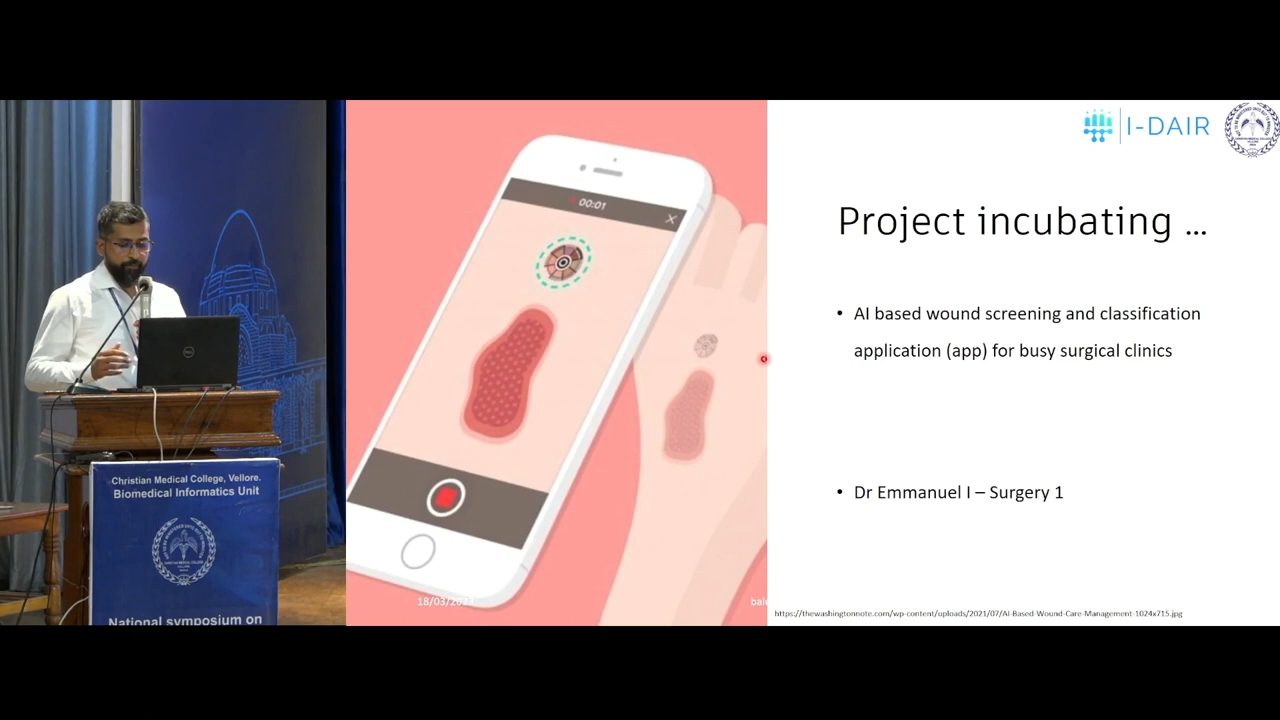 Christian Medical College, Vellore.
Biomedical Informatics Unit
National symposium on
DELL
00:01
18/03/2023
I-DAIR
Project incubating ...
• AI based wound screening and classification
application (app) for busy surgical clinics
• Dr Emmanuel I – Surgery 1
https://thewashingtonnote.com/wp-content/uploads/2021/07/AI-Based-Wound-Care-Management-1024x715.jpg